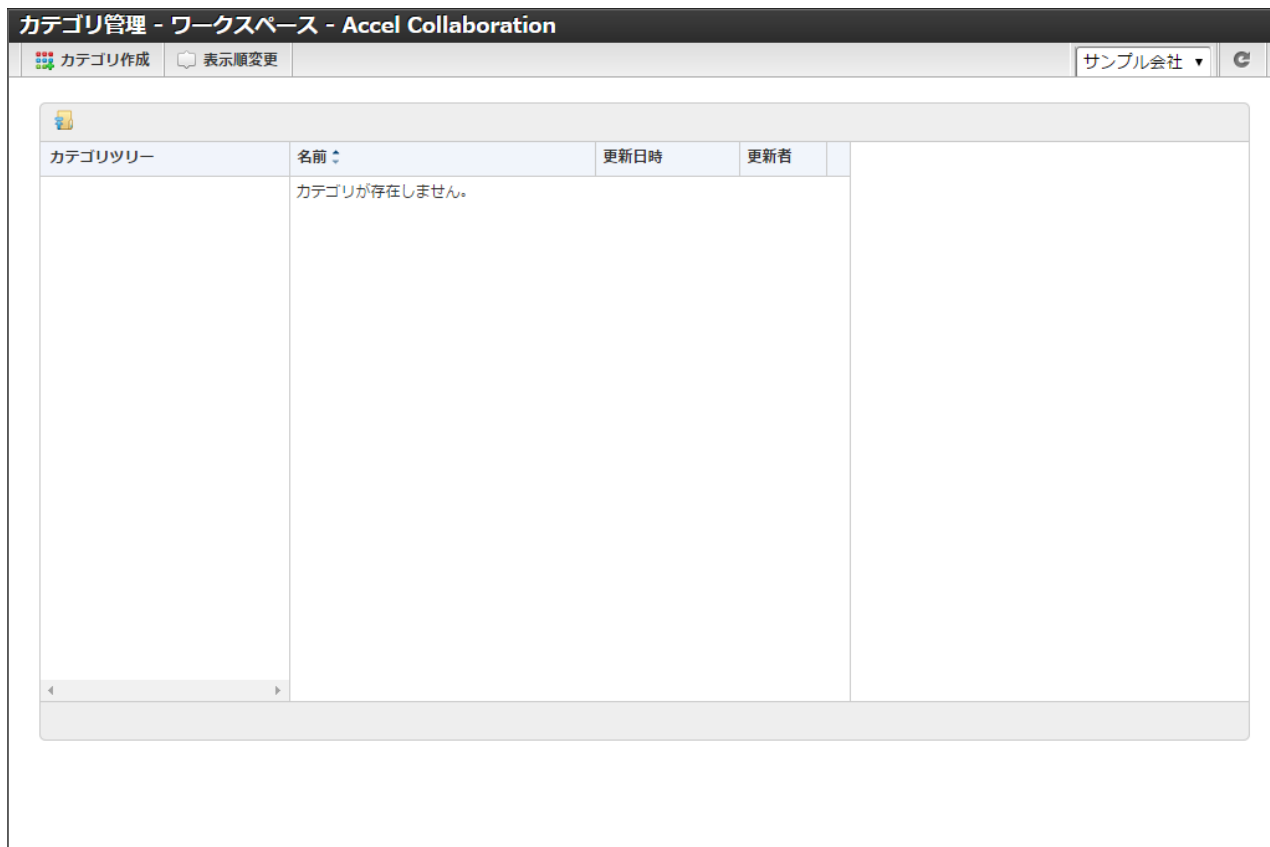 カテゴリ管理 - ワークスペース - Accel Collaboration
カテゴリ作成 表示順変更 サンプル会社
カテゴリツリー 名前 更新日時 更新者
カテゴリが存在しません。